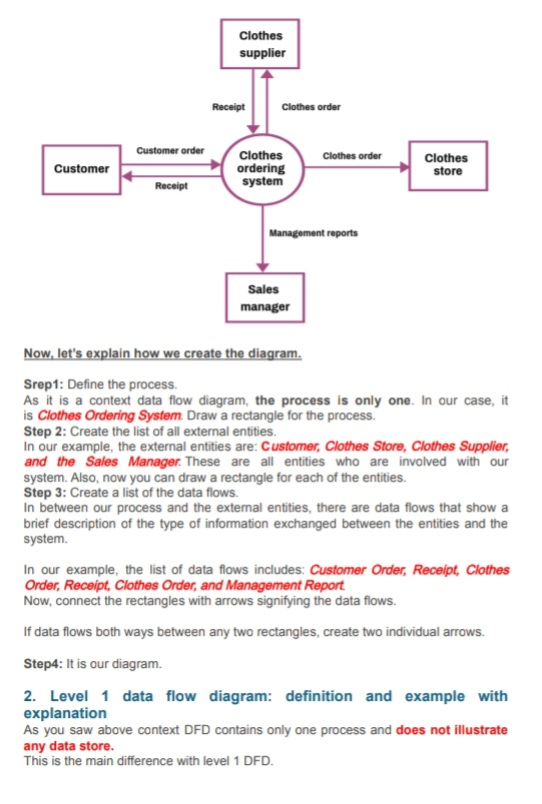 Clothes
supplier
Receipt
Clothes order
Customer order
Customer
Clothes
ordering
system
Clothes order
Clothes
store
Receipt
Management reports
Sales
manager
Now, let's explain how we create the diagram.
Srep1: Define the process.
As it is a context data flow diagram, the process is only one. In our case, it
is Clothes Ordering System. Draw a rectangle for the process.
Step 2: Create the list of all external entities.
In our example, the external entities are: Customer, Clothes Store, Clothes Supplier,
and the Sales Manager. These are all entities who are involved with our
system. Also, now you can draw a rectangle for each of the entities.
Step 3: Create a list of the data flows.
In between our process and the external entities, there are data flows that show a
brief description of the type of information exchanged between the entities and the
system.
In our example, the list of data flows includes: Customer Order, Receipt, Clothes
Order, Receipt, Clothes Order, and Management Report.
Now, connect the rectangles with arrows signifying the data flows.
If data flows both ways between any two rectangles, create two individual arrows.
Step4: It is our diagram.
2. Level 1 data flow diagram: definition and example with
explanation
As you saw above context DFD contains only one process and does not illustrate
any data store.
This is the main difference with level 1 DFD.